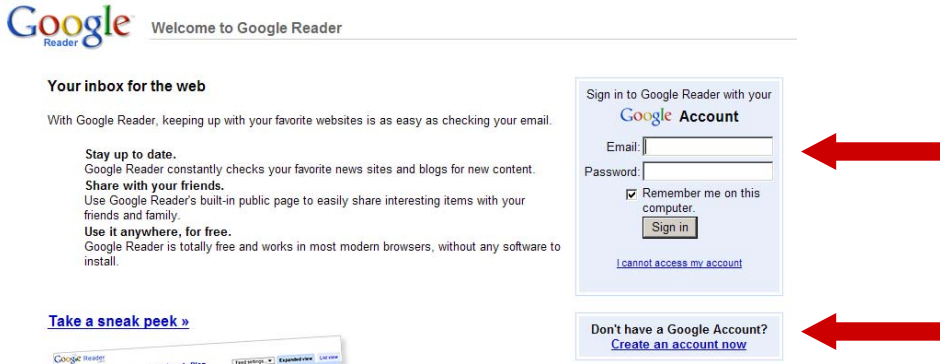 Google
Reader
Welcome to Google Reader
Your inbox for the web
With Google Reader, keeping up with your favorite websites is as easy as checking your email.
Stay up to date.
Google Reader constantly checks your favorite news sites and blogs for new content.
Share with your friends.
Use Google Reader's built-in public page to easily share interesting items with your
friends and family.
Use it anywhere, for free.
Google Reader is totally free and works in most modern browsers, without any software to
install.
Take a sneak peek »
Google Reader
Feed settings... Expanded view List view
Sign in to Google Reader with your
Google Account
Email:
Password:
Remember me on this
computer.
Sign in
I cannot access my account
Don't have a Google Account?
Create an account now